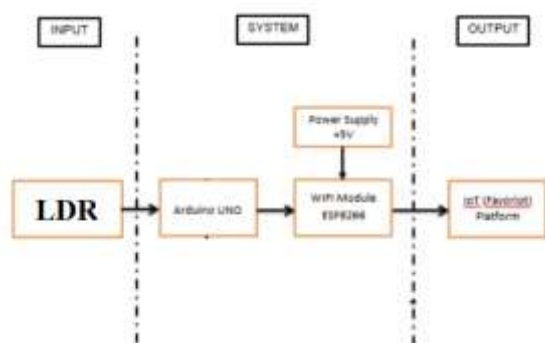 INPUT
SYSTEM
OUTPUT
Power Supply
+5V
LDR
Arduino UNO
WiFi Module
ESP8266
IoT (Favoriot)
Platform